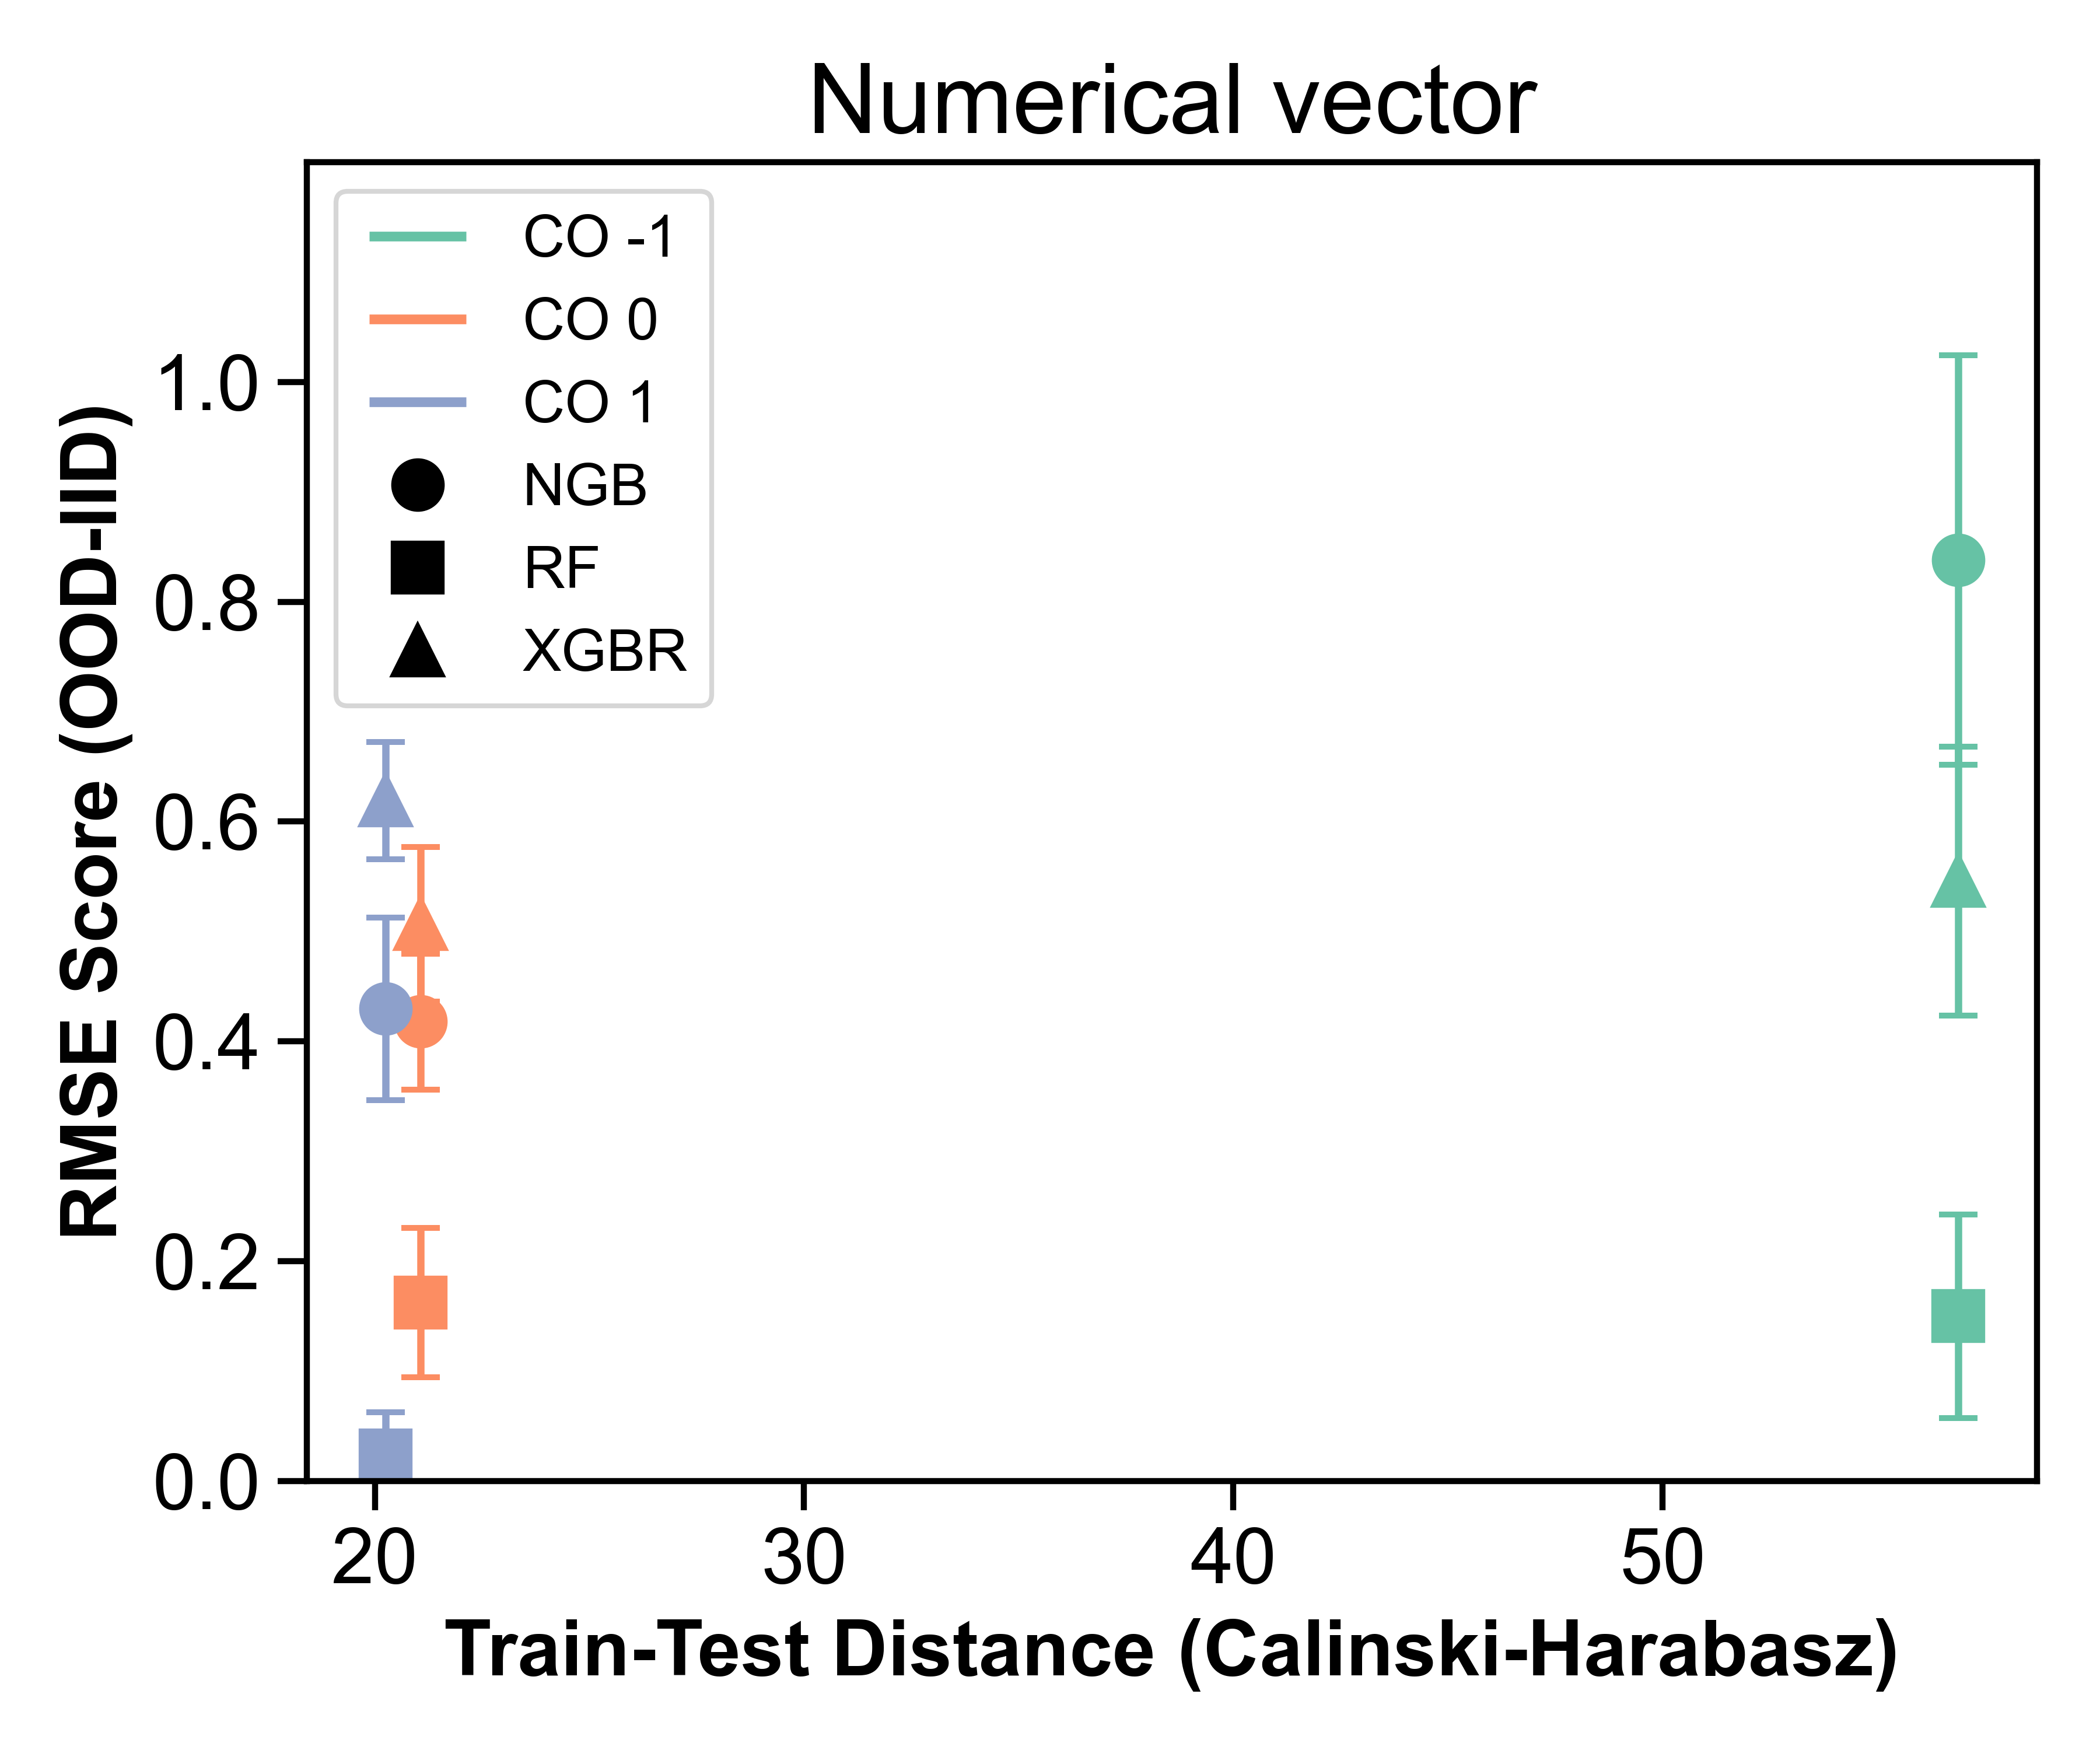 Numerical vector
CO -1
CO 0
CO 1
NGB
RF
XGBR
RMSE Score (OOD-IID)
1.0
0.8
0.6
0.4
0.2
0.0
20 30 40 50
Train-Test Distance (Calinski-Harabasz)